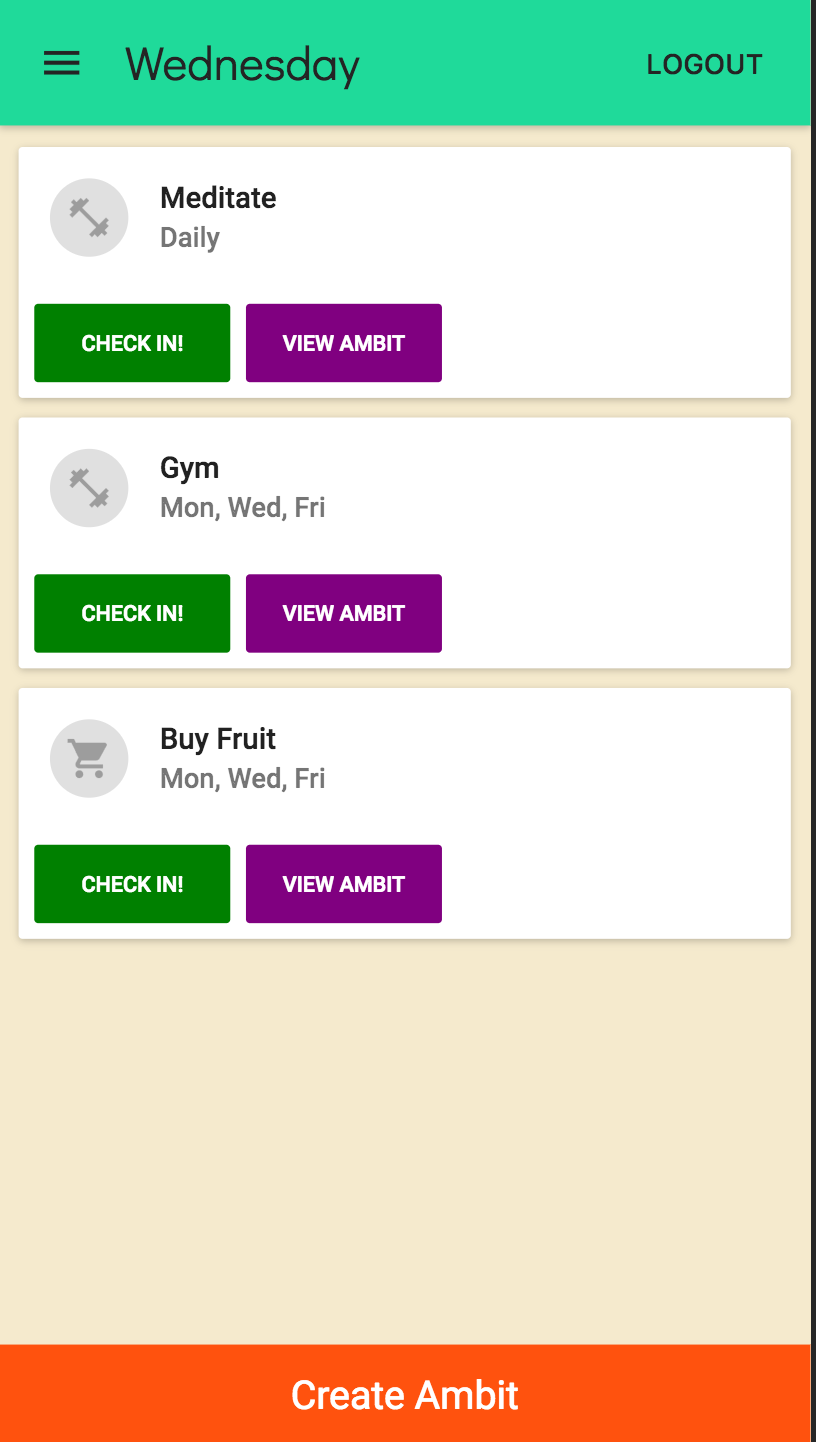 Wednesday
LOGOUT
Meditate
Daily
CHECK IN!
VIEW AMBIT
Gym
Mon, Wed, Fri
CHECK IN!
VIEW AMBIT
Buy Fruit
Mon, Wed, Fri
CHECK IN!
VIEW AMBIT
Create Ambit